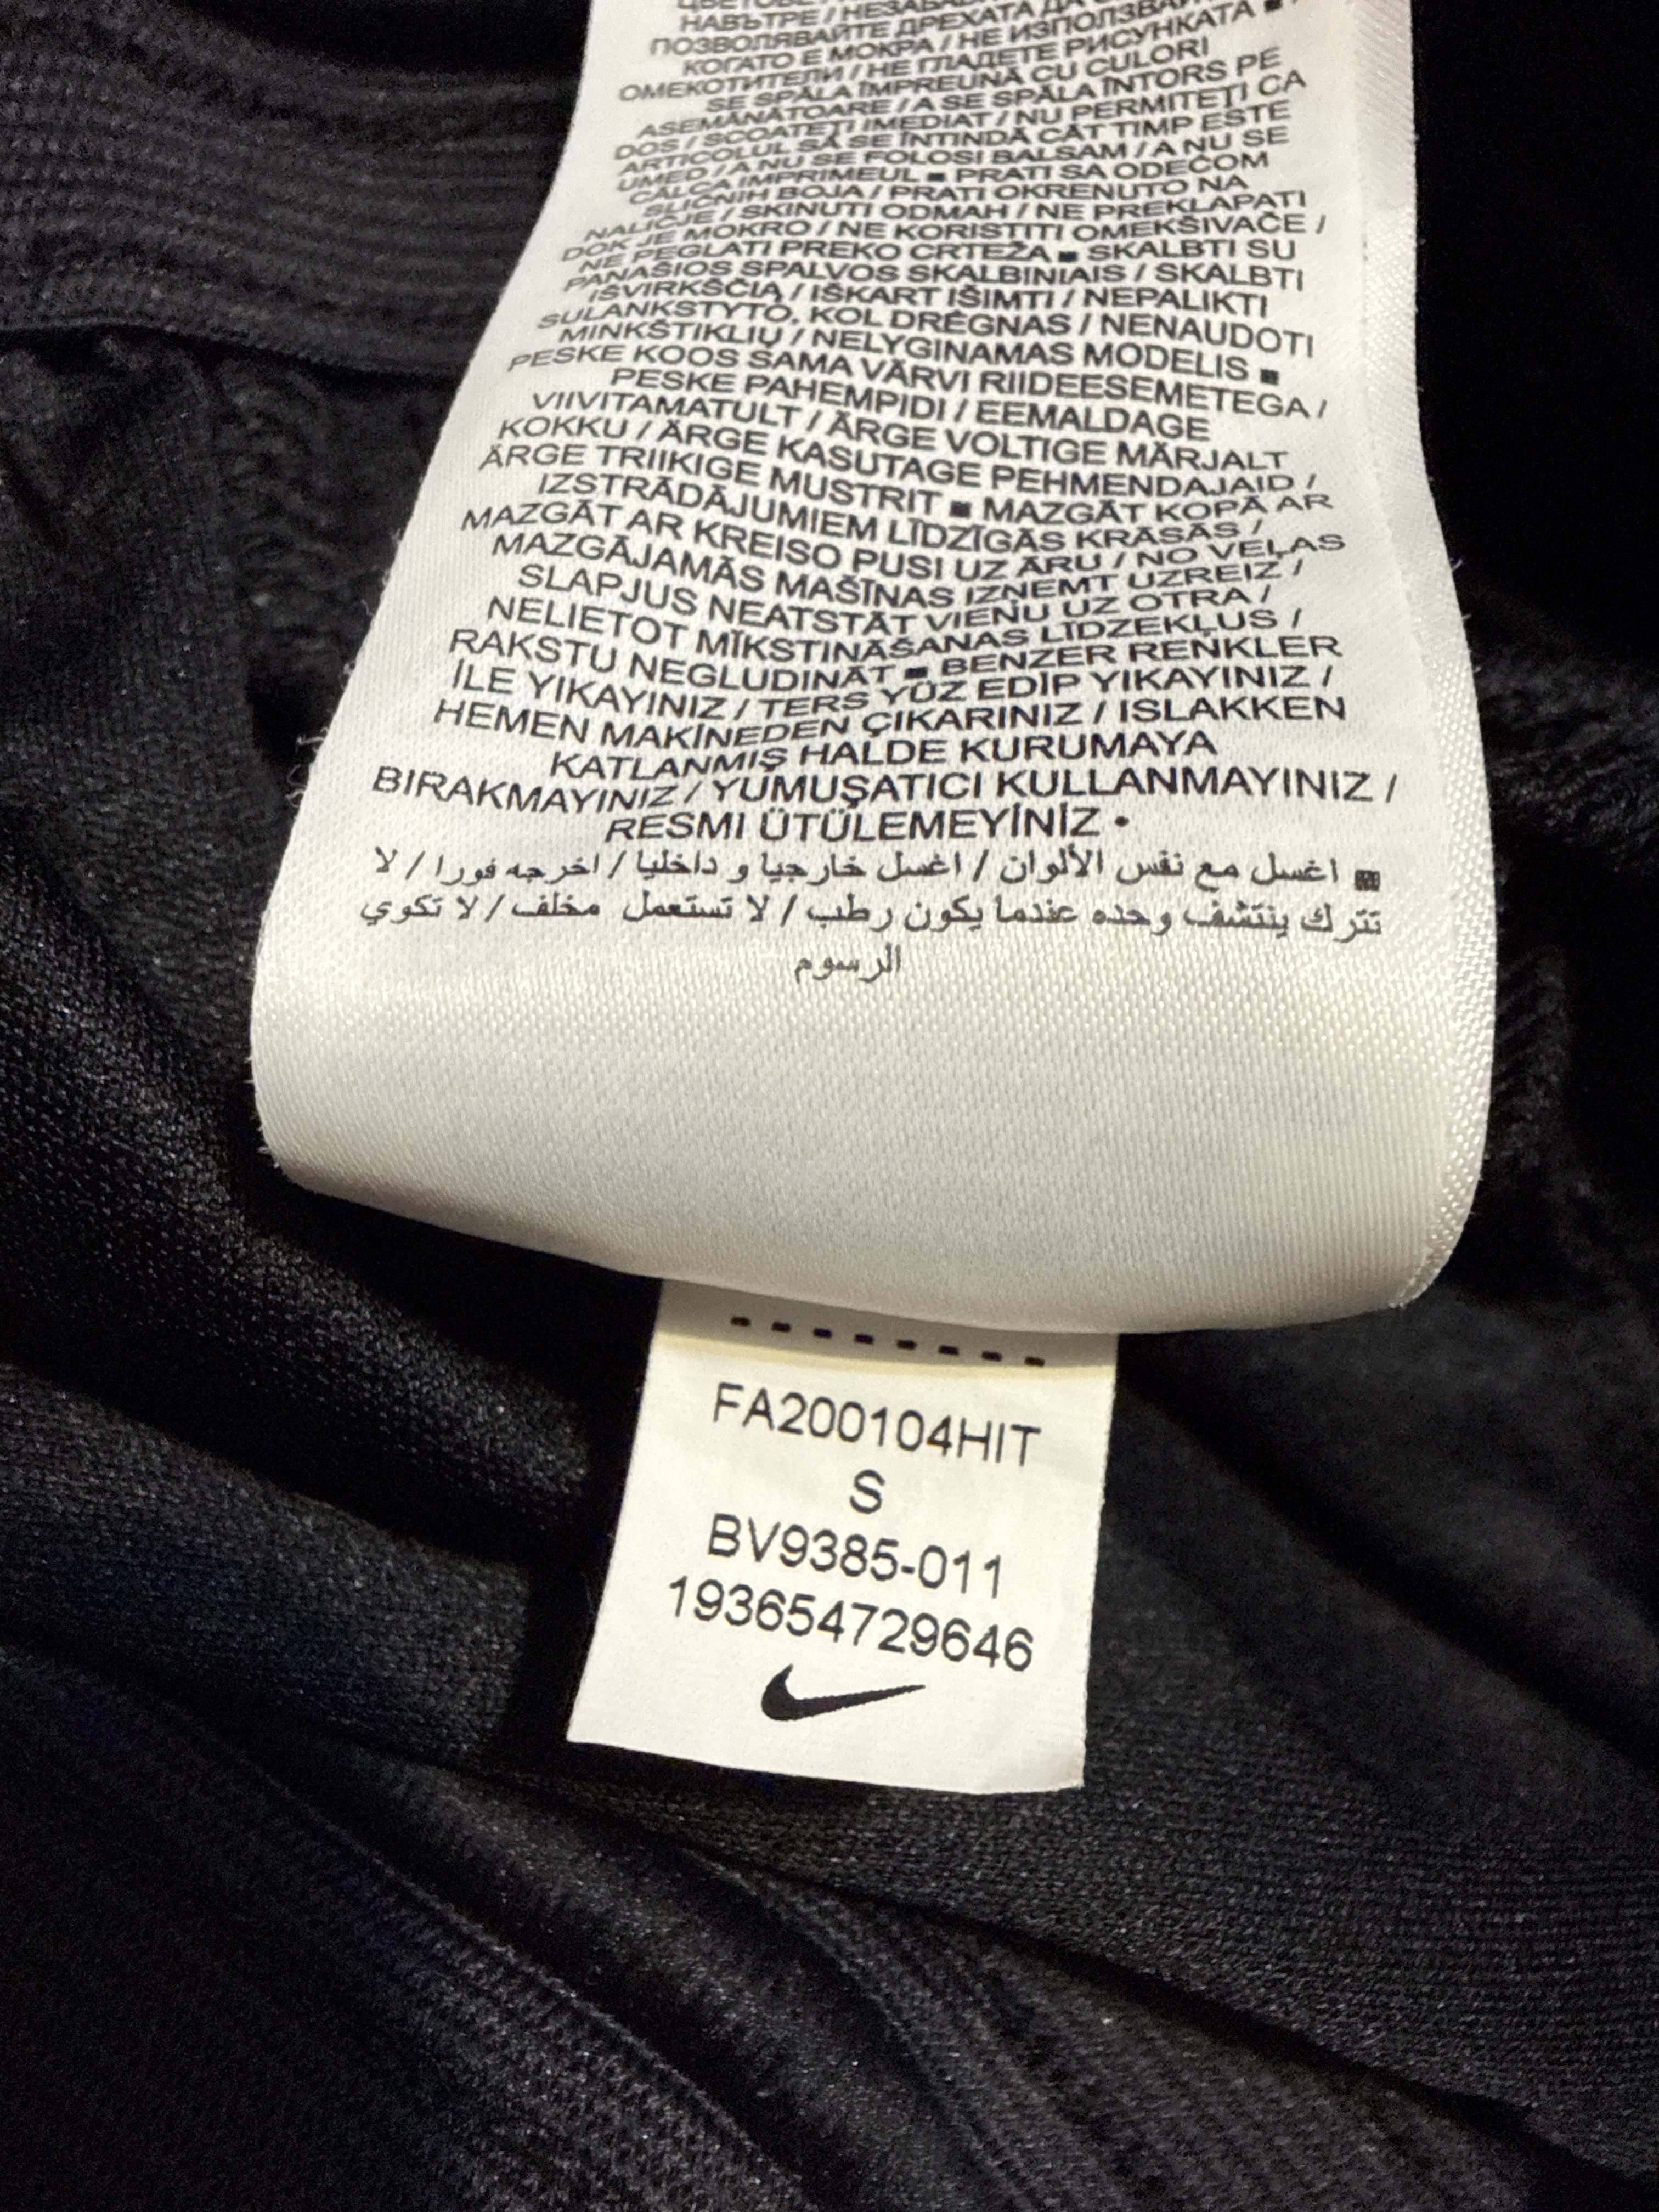 НАВЪТРЕ / НЕЗАБАВНО
ПОЗВОЛЯВАЙТЕ ДРЕХАТА ДА
КОГАТО Е МОКРА / НЕ ИЗПОЛЗВАЙТЕ
ОМЕКОТИТЕЛИ / НЕ ГЛАДЕТЕ РИСУНКАТА ■
SE SPĂLA ÎMPREUNĂ CU CULORI
ASEMĂNĂTOARE / A SE SPĂLA ÎNTORS PE
DOS / SCOATEȚI IMEDIAT / NU PERMITEȚI CA
ARTICOLUL SĂ SE ÎNTINDĂ CÂT TIMP ESTE
UMED / A NU SE FOLOSI BALSAM / A NU SE
CĂLCA IMPRIMEUL ■ PRATI SA ODEĆOM
SLIČNIH BOJA / PRATI OKRENUTO NA
NALIČJE / SKINUTI ODMAH / NE PREKLAPATI
DOK JE MOKRO / NE KORISTITI OMEKŠIVAČE /
NE PEGLATI PREKO CRTEŽA ■ SKALBTI SU
PANAŠIOS SPALVOS SKALBINIAIS / SKALBTI
IŠVIRKŠČIĄ / IŠKART IŠIMTI / NEPALIKTI
SULANKSTYTO, KOL DRĖGNAS / NENAUDOTI
MINKŠTIKLIŲ / NELYGINAMAS MODELIS ■
PESKE KOOS SAMA VÄRVI RIIDEESEMETEGA /
PESKE PAHEMPIDI / EEMALDAGE
VIIVITAMATULT / ÄRGE VOLTIGE MÄRJALT
KOKKU / ÄRGE KASUTAGE PEHMENDAJAID /
ÄRGE TRIIKIGE MUSTRIT ■ MAZGĀT KOPĀ AR
IZSTRĀDĀJUMIEM LĪDZĪGĀS KRĀSĀS /
MAZGĀT AR KREISO PUSI UZ ĀRU / NO VEĻAS
MAZGĀJAMĀS MAŠĪNAS IZŅEMT UZREIZ /
SLAPJUS NEATSTĀT VIENU UZ OTRA /
NELIETOT MĪKSTINĀŠANAS LĪDZEKĻUS /
RAKSTU NEGLUDINĀT ■ BENZER RENKLER
İLE YIKAYINIZ / TERS YÜZ EDİP YIKAYINIZ /
HEMEN MAKİNEDEN ÇIKARINIZ / ISLAKKEN
KATLANMIŞ HALDE KURUMAYA
BIRAKMAYINIZ / YUMUŞATICI KULLANMAYINIZ /
RESMI ÜTÜLEMEYİNİZ •
■ اغسل مع نفس الألوان / اغسل خارجيا و داخليا / اخرجه فورا / لا
تترك ينتشف وحده عندما يكون رطب / لا تستعمل مخلف / لا تكوي
الرسوم
FA200104HIT
S
BV9385-011
193654729646